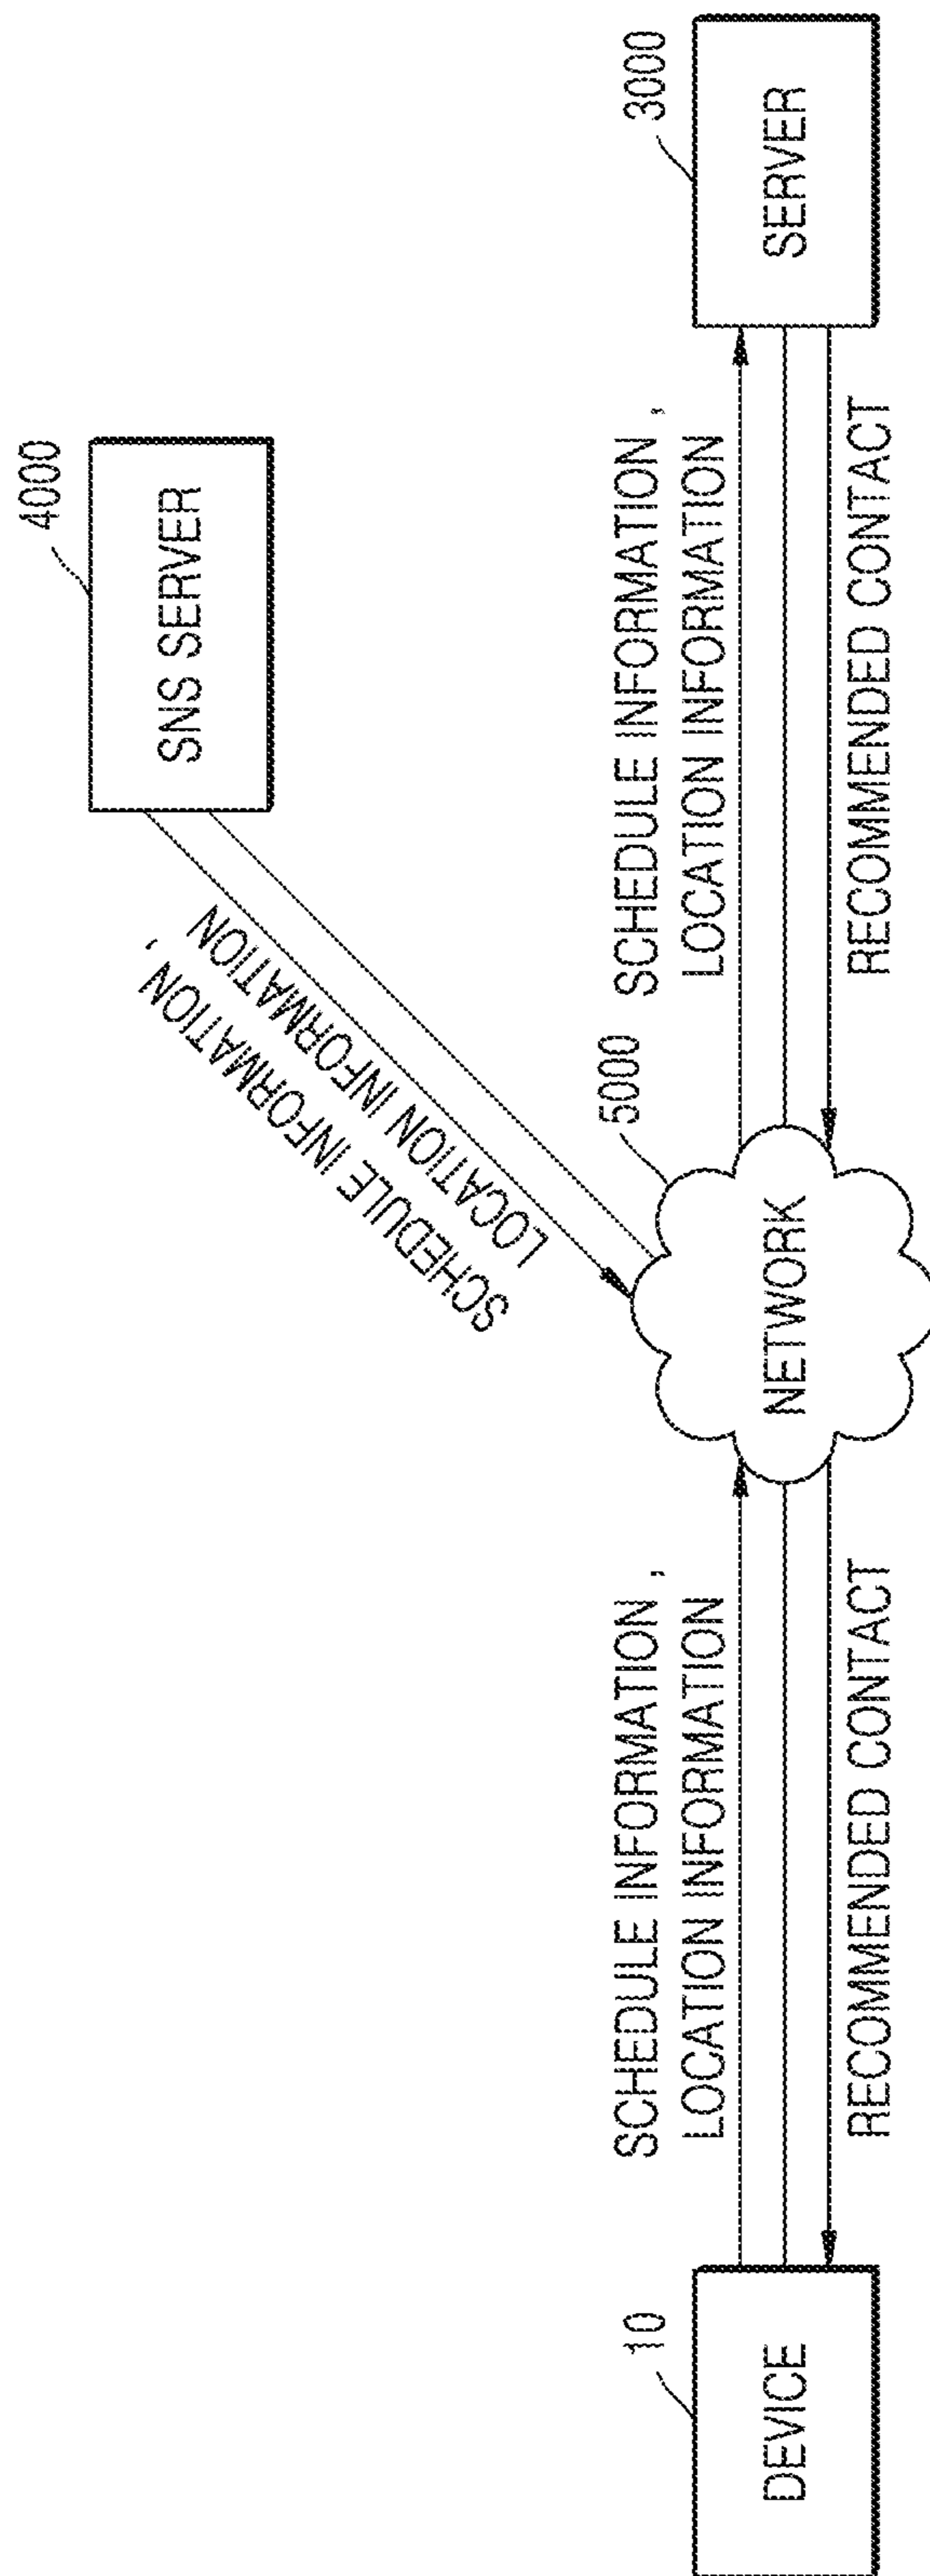 4000
SNS SERVER
SCHEDULE INFORMATION,
LOCATION INFORMATION
10
DEVICE
SCHEDULE INFORMATION ,
LOCATION INFORMATION
RECOMMENDED CONTACT
5000
NETWORK
SCHEDULE INFORMATION ,
LOCATION INFORMATION
RECOMMENDED CONTACT
3000
SERVER